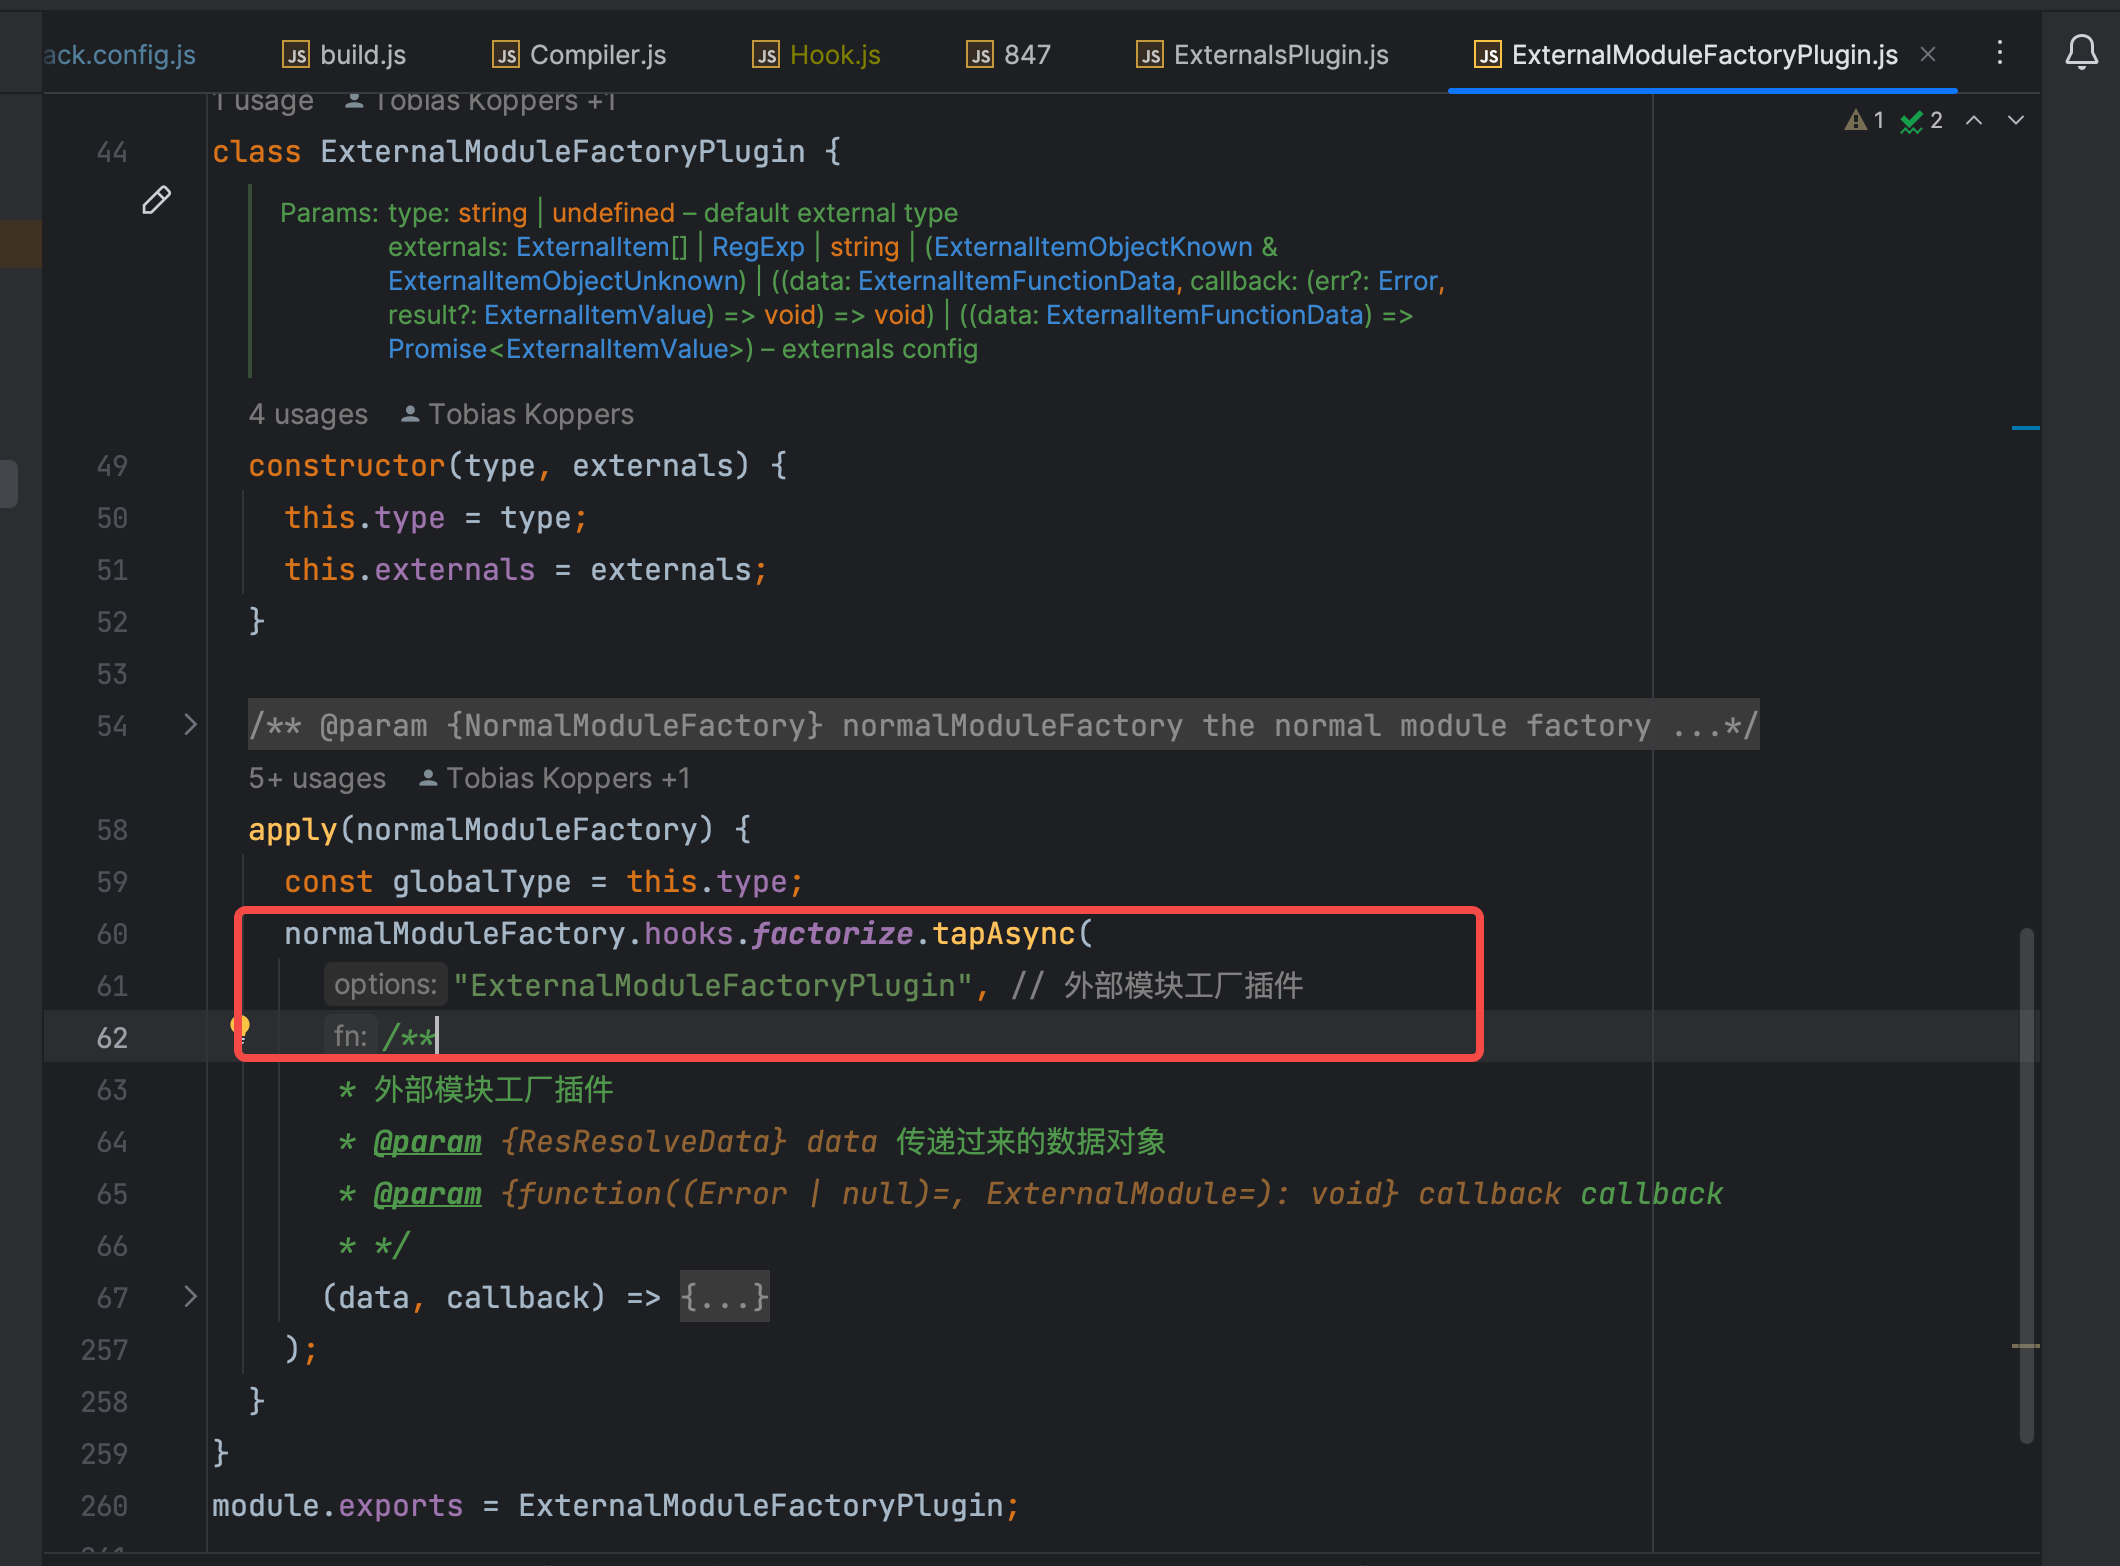 ack.config.js build.js Compiler.js Hook.js 847 ExternalsPlugin.js ExternalModuleFactoryPlugin.js
1 usage Tobias Koppers +1
1 2
44 class ExternalModuleFactoryPlugin {
Params: type: string | undefined – default external type
externals: ExternalItem[] | RegExp | string | (ExternalItemObjectKnown &
ExternalItemObjectUnknown) | ((data: ExternalItemFunctionData, callback: (err?: Error,
result?: ExternalItemValue) => void) => void) | ((data: ExternalItemFunctionData) =>
Promise<ExternalItemValue>) – externals config
4 usages Tobias Koppers
49 constructor(type, externals) {
50 this.type = type;
51 this.externals = externals;
52 }
53
54 /** @param {NormalModuleFactory} normalModuleFactory the normal module factory ...*/
5+ usages Tobias Koppers +1
58 apply(normalModuleFactory) {
59 const globalType = this.type;
60 normalModuleFactory.hooks.factorize.tapAsync(
61 options: "ExternalModuleFactoryPlugin", // 外部模块工厂插件
62 fn: /**
63 * 外部模块工厂插件
64 * @param {ResResolveData} data 传递过来的数据对象
65 * @param {function((Error | null)=, ExternalModule=): void} callback callback
66 * */
67 (data, callback) => {...}
257 );
258 }
259 }
260 module.exports = ExternalModuleFactoryPlugin;